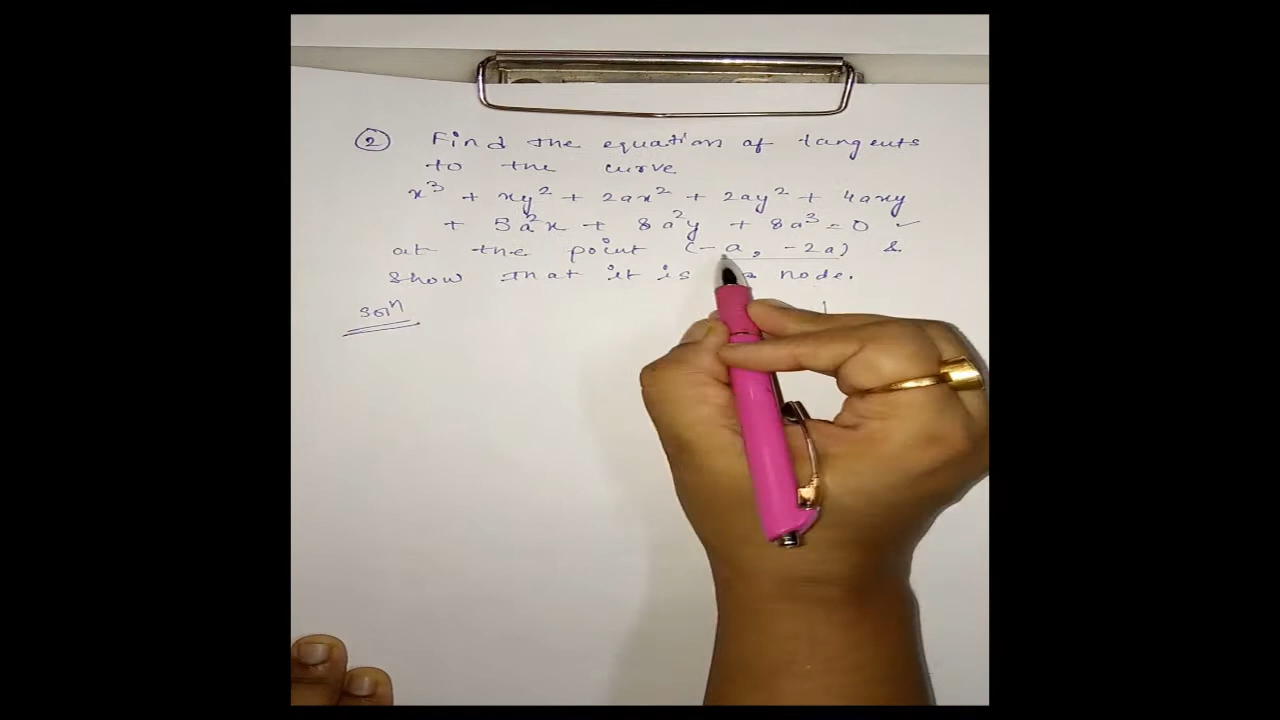 ② Find the equation of tangents
to the curve
x³ + xy² + 2ax² + 2ay² + 4axy
+ 5a²x + 8a²y + 8a³ = 0 ✓
at the point (-a, -2a) &
show that it is a node.
Solⁿ